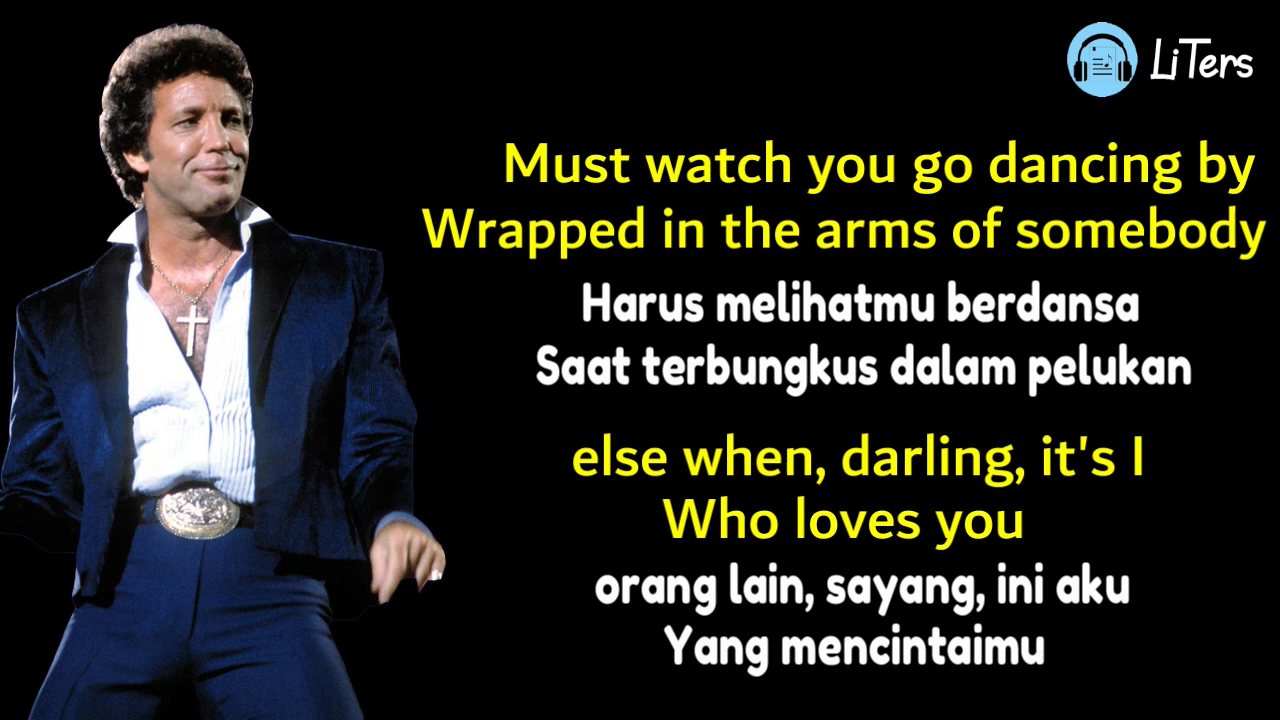 LiTers
Must watch you go dancing by
Wrapped in the arms of somebody
Harus melihatmu berdansa
Saat terbungkus dalam pelukan
else when, darling, it's I
Who loves you
orang lain, sayang, ini aku
Yang mencintaimu